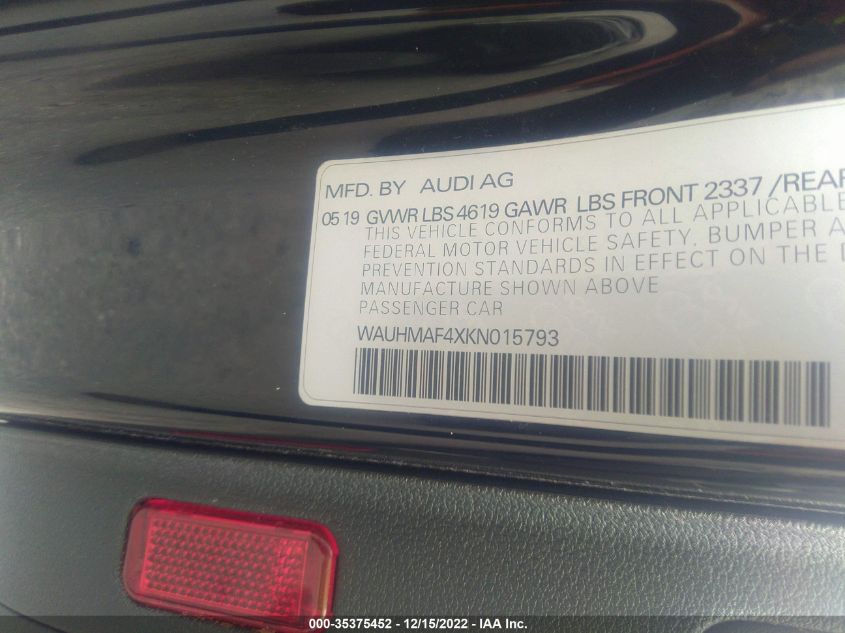 MFD. BY AUDI AG
05 19 GVWR LBS 4619 GAWR LBS FRONT 2337 /REAR
THIS VEHICLE CONFORMS TO ALL APPLICABLE
FEDERAL MOTOR VEHICLE SAFETY, BUMPER A
PREVENTION STANDARDS IN EFFECT ON THE D
MANUFACTURE SHOWN ABOVE
PASSENGER CAR
WAUHMAF4XKN015793
000-35375452 - 12/15/2022 - IAA Inc.